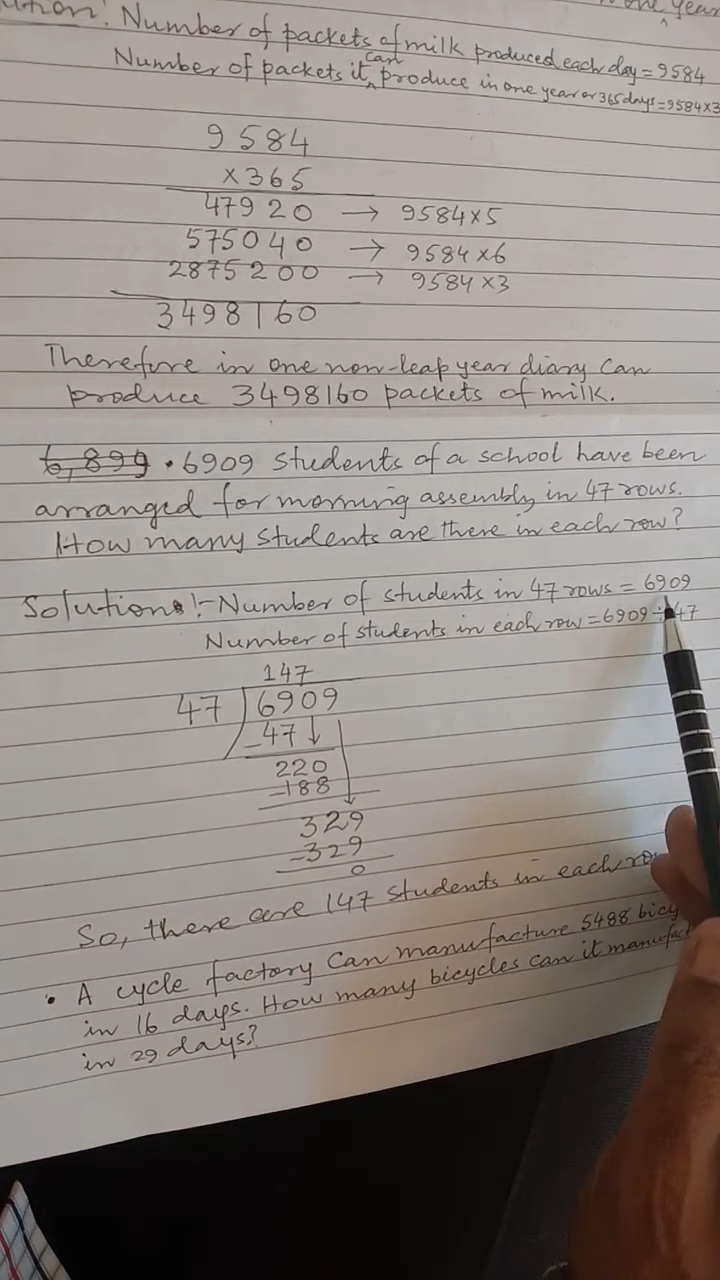 year
ution: Number of packets of milk produced each day = 9584
Number of packets it can produce in one year or 365 days = 9584×3
9584
×365
47920 → 9584×5
575040 → 9584×6
2875200 → 9584×3
3498160
Therefore in one non-leap year diary can
produce 3498160 packets of milk.
6,899 . 6909 students of a school have been
arranged for morning assembly in 47 rows.
How many students are there in each row?
Solution:- Number of students in 47 rows = 6909
Number of students in each row = 6909 ÷ 47
147
47 6909
-47
220
-188
329
-329
0
So, there are 147 students in each ro
• A cycle factory can manufacture 5488 bicy
in 16 days. How many bicycles can it manufact
in 29 days?